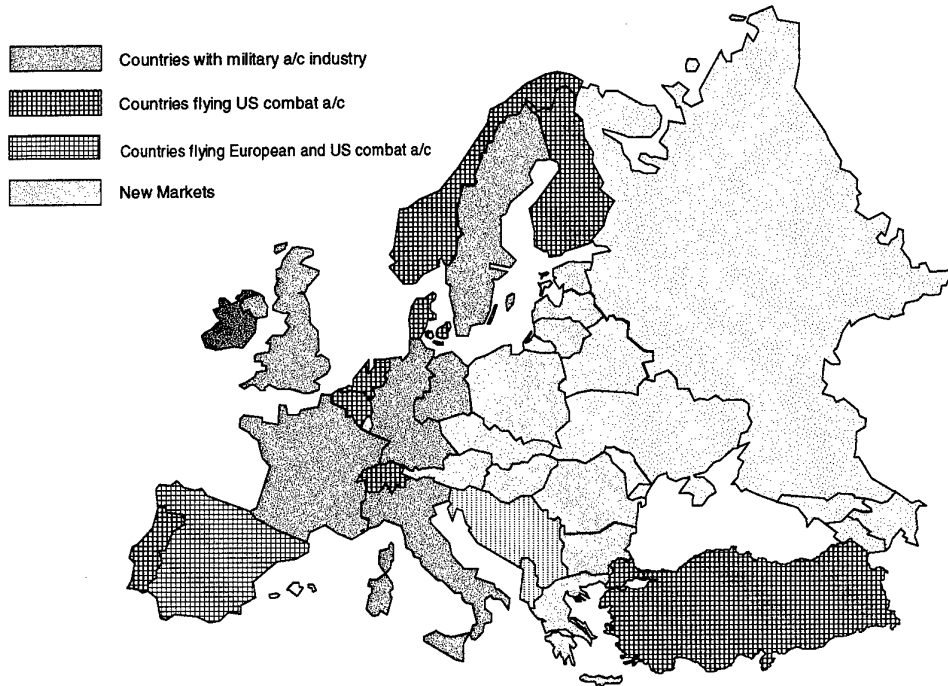 Countries with military a/c industry
Countries flying US combat a/c
Countries flying European and US combat a/c
New Markets